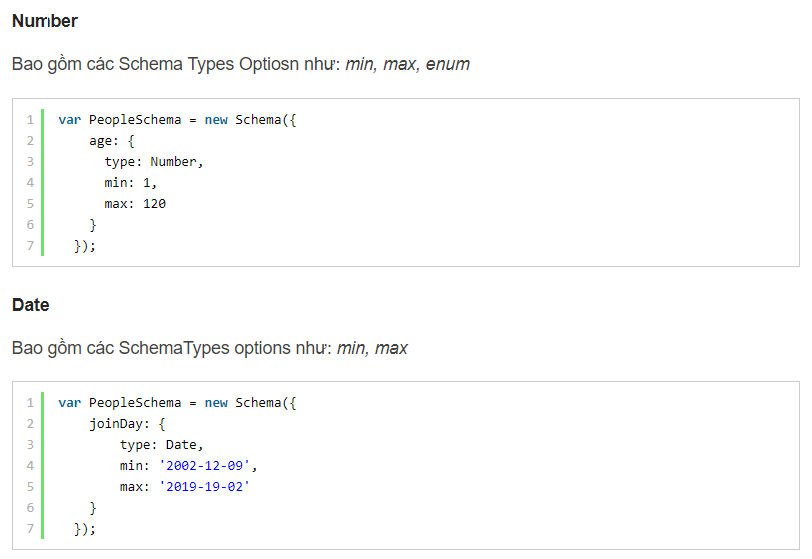 Number
Bao gồm các Schema Types Optiosn như: min, max, enum
1 var PeopleSchema = new Schema({
2     age: {
3       type: Number,
4       min: 1,
5       max: 120
6     }
7   });
Date
Bao gồm các SchemaTypes options như: min, max
1 var PeopleSchema = new Schema({
2     joinDay: {
3         type: Date,
4         min: '2002-12-09',
5         max: '2019-19-02'
6     }
7   });